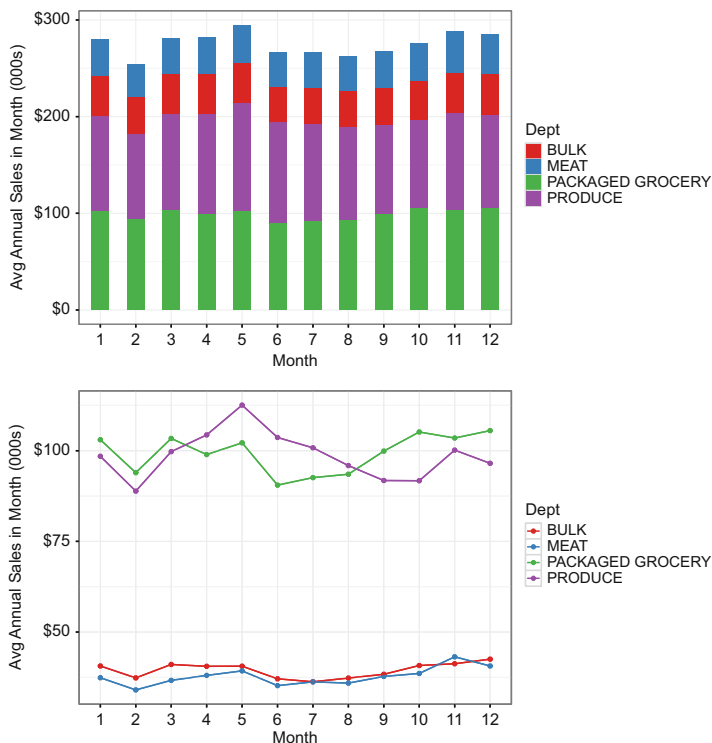 Avg Annual Sales in Month (000s)
$300
$200
$100
$0
1 2 3 4 5 6 7 8 9 10 11 12
Month
Dept
BULK
MEAT
PACKAGED GROCERY
PRODUCE
Avg Annual Sales in Month (000s)
$100
$75
$50
1 2 3 4 5 6 7 8 9 10 11 12
Month
Dept
BULK
MEAT
PACKAGED GROCERY
PRODUCE